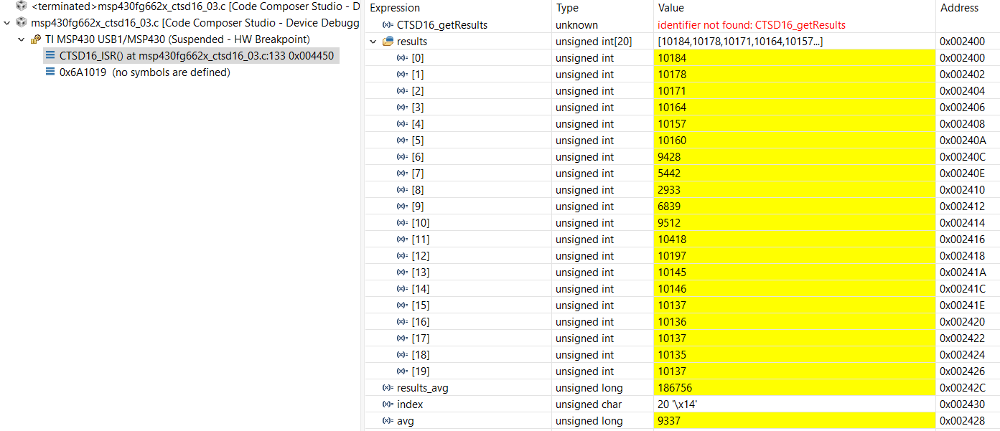 <terminated>msp430fg662x_ctsd16_03.c [Code Composer Studio - D
msp430fg662x_ctsd16_03.c [Code Composer Studio - Device Debugg
TI MSP430 USB1/MSP430 (Suspended - HW Breakpoint)
CTSD16_ISR() at msp430fg662x_ctsd16_03.c:133 0x004450
0x6A1019 (no symbols are defined)
Expression Type Value Address
(x)= CTSD16_getResults unknown identifier not found: CTSD16_getResults
results unsigned int[20] [10184,10178,10171,10164,10157...] 0x002400
(x)= [0] unsigned int 10184 0x002400
(x)= [1] unsigned int 10178 0x002402
(x)= [2] unsigned int 10171 0x002404
(x)= [3] unsigned int 10164 0x002406
(x)= [4] unsigned int 10157 0x002408
(x)= [5] unsigned int 10160 0x00240A
(x)= [6] unsigned int 9428 0x00240C
(x)= [7] unsigned int 5442 0x00240E
(x)= [8] unsigned int 2933 0x002410
(x)= [9] unsigned int 6839 0x002412
(x)= [10] unsigned int 9512 0x002414
(x)= [11] unsigned int 10418 0x002416
(x)= [12] unsigned int 10197 0x002418
(x)= [13] unsigned int 10145 0x00241A
(x)= [14] unsigned int 10146 0x00241C
(x)= [15] unsigned int 10137 0x00241E
(x)= [16] unsigned int 10136 0x002420
(x)= [17] unsigned int 10137 0x002422
(x)= [18] unsigned int 10135 0x002424
(x)= [19] unsigned int 10137 0x002426
(x)= results_avg unsigned long 186756 0x00242C
(x)= index unsigned char 20 '\x14' 0x002430
(x)= avg unsigned long 9337 0x002428